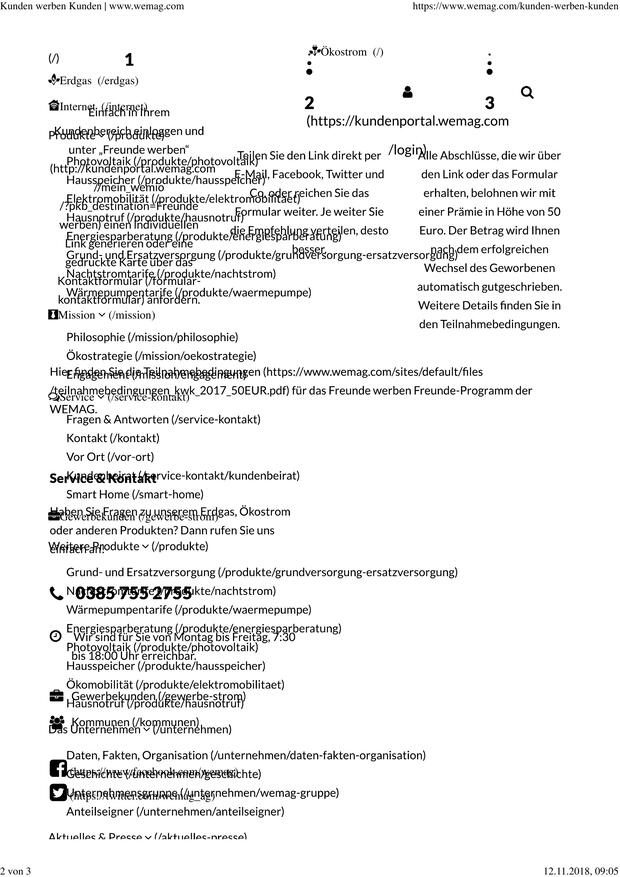 Kunden werben Kunden | www.wemag.com
https://www.wemag.com/kunden-werben-kunden
(/)
Ökostrom (/)
Erdgas (/erdgas)
Internet (/internet)
1
Einfach in Ihrem
Kundenbereich einloggen und
unter „Freunde werben“
(http://kundenportal.wemag.com
//mein_wemio
/?pkb_destination=Freunde
werben) einen individuellen
Link generieren oder eine
gedruckte Karte über das
Kontaktformular (/formular-
kontaktformular) anfordern.
2
(https://kundenportal.wemag.com
/login)
Teilen Sie den Link direkt per
E-Mail, Facebook, Twitter und
Co. oder reichen Sie das
Formular weiter. Je weiter Sie
die Empfehlung verteilen, desto
besser.
3
Alle Abschlüsse, die wir über
den Link oder das Formular
erhalten, belohnen wir mit
einer Prämie in Höhe von 50
Euro. Der Betrag wird Ihnen
nach dem erfolgreichen
Wechsel des Geworbenen
automatisch gutgeschrieben.
Weitere Details finden Sie in
den Teilnahmebedingungen.
Produkte (/produkte)
Photovoltaik (/produkte/photovoltaik)
Hausspeicher (/produkte/hausspeicher)
Elektromobilität (/produkte/elektromobilitaet)
Hausnotruf (/produkte/hausnotruf)
Energiesparberatung (/produkte/energiesparberatung)
Grund- und Ersatzversorgung (/produkte/grundversorgung-ersatzversorgung)
Nachtstromtarife (/produkte/nachtstrom)
Wärmepumpentarife (/produkte/waermepumpe)
Mission (/mission)
Philosophie (/mission/philosophie)
Ökostrategie (/mission/oekostrategie)
Engagement (/mission/engagement)
Hier finden Sie die Teilnahmebedingungen (https://www.wemag.com/sites/default/files
/teilnahmebedingungen_kwk_2017_50EUR.pdf) für das Freunde werben Freunde-Programm der
WEMAG.
Service (/service-kontakt)
Fragen & Antworten (/service-kontakt)
Kontakt (/kontakt)
Vor Ort (/vor-ort)
Kundenbeirat (/service-kontakt/kundenbeirat)
Service & Kontakt
Smart Home (/smart-home)
Haben Sie Fragen zu unserem Erdgas, Ökostrom
oder anderen Produkten? Dann rufen Sie uns
einfach an!
Gewerbekunden (/gewerbe-strom)
Weitere Produkte (/produkte)
Grund- und Ersatzversorgung (/produkte/grundversorgung-ersatzversorgung)
Nachtstromtarife (/produkte/nachtstrom)
0385 755 2755
Wärmepumpentarife (/produkte/waermepumpe)
Energiesparberatung (/produkte/energiesparberatung)
Wir sind für Sie von Montag bis Freitag, 7:30
bis 18:00 Uhr erreichbar.
Photovoltaik (/produkte/photovoltaik)
Hausspeicher (/produkte/hausspeicher)
Ökomobilität (/produkte/elektromobilitaet)
Gewerbekunden (/gewerbe-strom)
Hausnotruf (/produkte/hausnotruf)
Kommunen (/kommunen)
Das Unternehmen (/unternehmen)
Daten, Fakten, Organisation (/unternehmen/daten-fakten-organisation)
Geschichte (/unternehmen/geschichte)
(https://www.facebook.com/wemag)
Unternehmensgruppe (/unternehmen/wemag-gruppe)
(https://twitter.com/wemag_ag)
Anteilseigner (/unternehmen/anteilseigner)
Aktuelles & Presse (/aktuelles-presse)
2 von 3
12.11.2018, 09:05